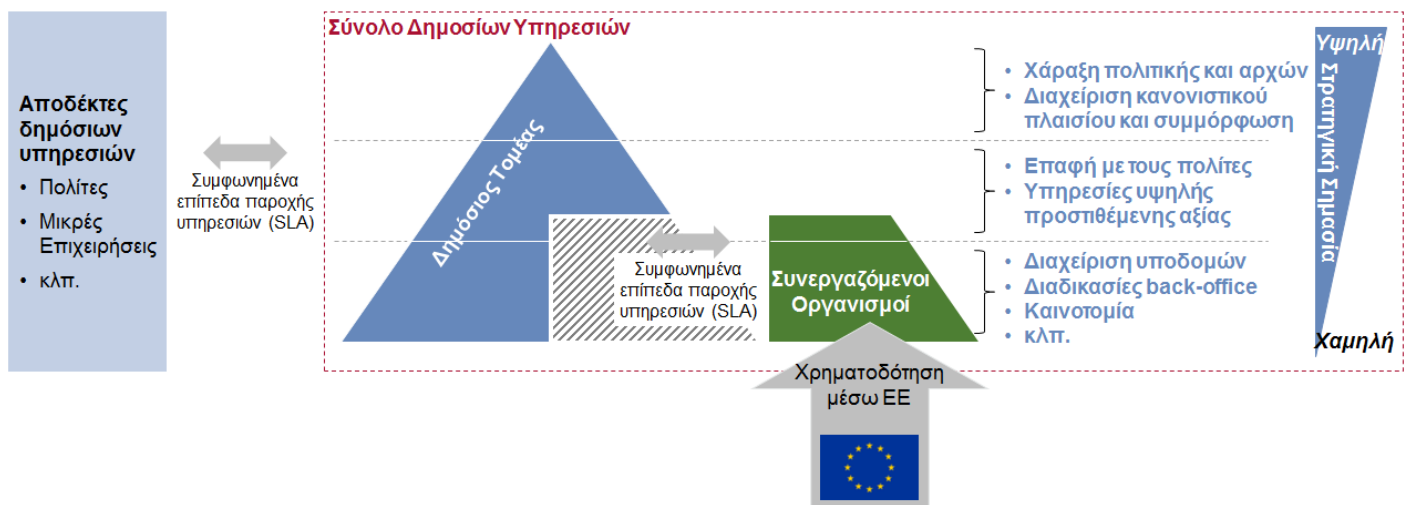 Σύνολο Δημοσίων Υπηρεσιών
Αποδέκτες
δημόσιων
υπηρεσιών
• Πολίτες
• Μικρές
Επιχειρήσεις
• κλπ.
Συμφωνημένα
επίπεδα παροχής
υπηρεσιών (SLA)
Δημόσιος Τομέας
Συμφωνημένα
επίπεδα παροχής
υπηρεσιών (SLA)
Συνεργαζόμενοι
Οργανισμοί
Χρηματοδότηση
μέσω ΕΕ
• Χάραξη πολιτικής και αρχών
• Διαχείριση κανονιστικού
πλαισίου και συμμόρφωση
• Επαφή με τους πολίτες
• Υπηρεσίες υψηλής
προστιθέμενης αξίας
• Διαχείριση υποδομών
• Διαδικασίες back-office
• Καινοτομία
• κλπ.
Υψηλή
Στρατηγική Σημασία
Χαμηλή